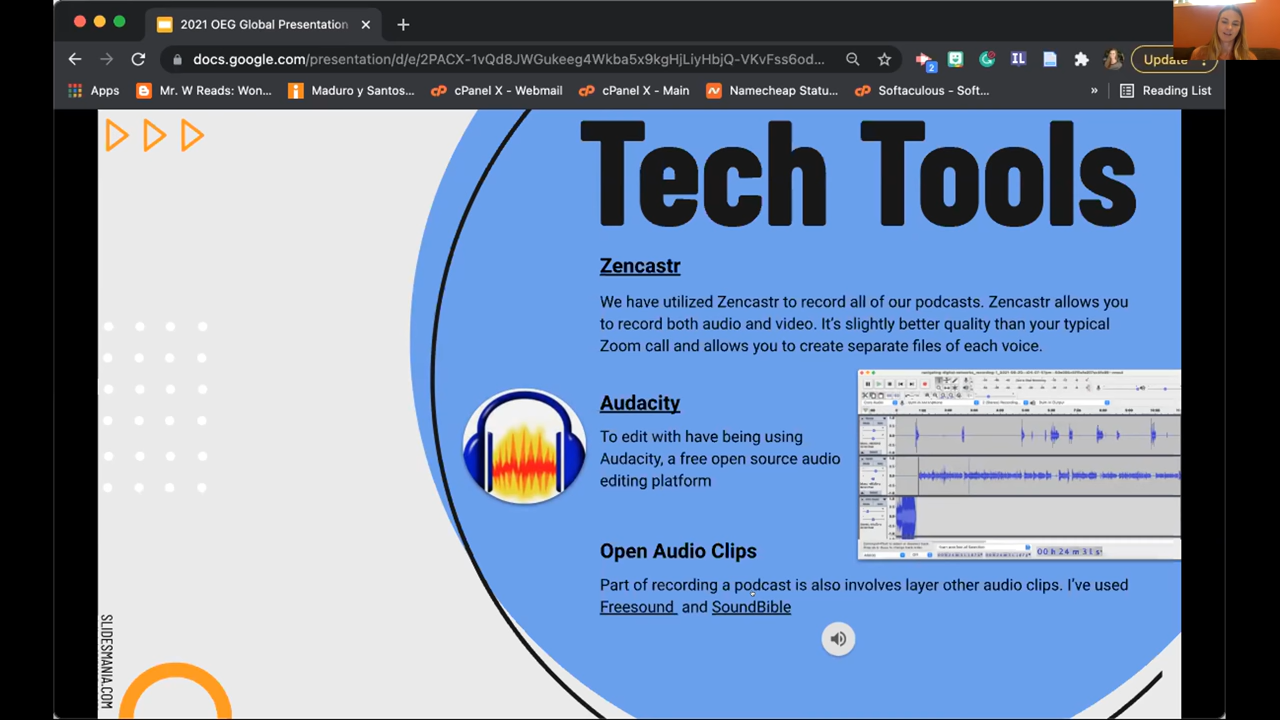 2021 OEG Global Presentation
docs.google.com/presentation/d/e/2PACX-1vQd8JWGukeeg4Wkba5x9kgHjLiyHbjQ-VKvFss6od...
2
Update
Apps
Mr. W Reads: Won...
Maduro y Santos...
cPanel X - Webmail
cPanel X - Main
Namecheap Statu...
Softaculous - Soft...
»
Reading List
Tech Tools
Zencastr
We have utilized Zencastr to record all of our podcasts. Zencastr allows you
to record both audio and video. It’s slightly better quality than your typical
Zoom call and allows you to create separate files of each voice.
Audacity
To edit with have being using
Audacity, a free open source audio
editing platform
00 h 24 m 31 s
Open Audio Clips
Part of recording a podcast is also involves layer other audio clips. I’ve used
Freesound and SoundBible
SLIDESMANIA.COM